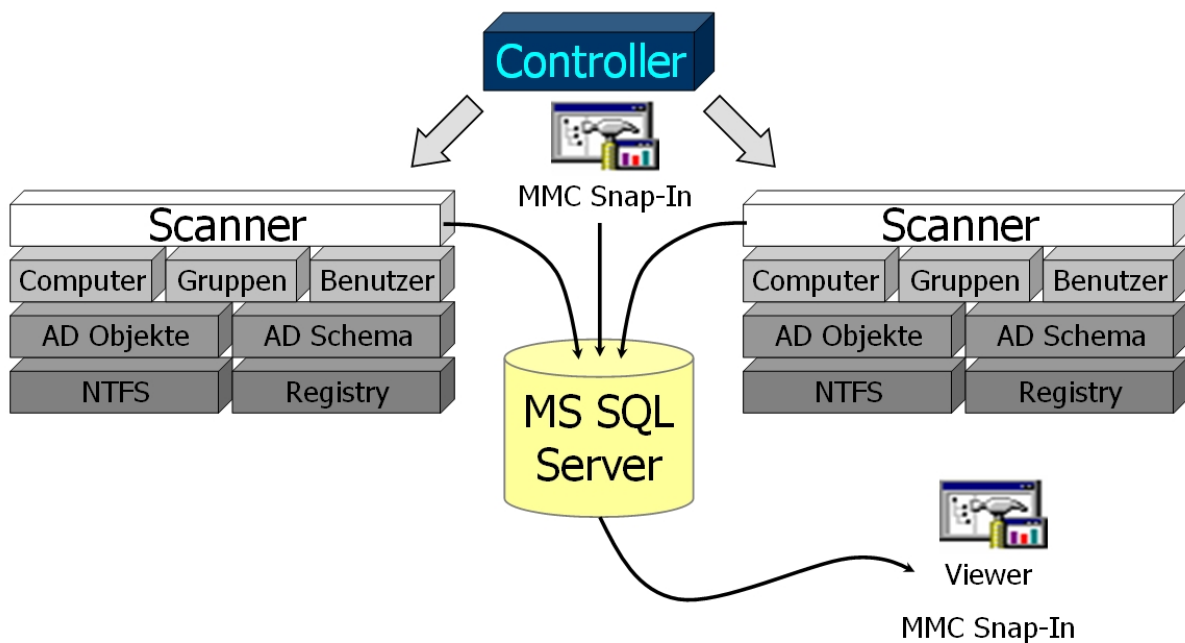 Controller
MMC Snap-In
Scanner
Computer Gruppen Benutzer
AD Objekte AD Schema
NTFS Registry
Scanner
Computer Gruppen Benutzer
AD Objekte AD Schema
NTFS Registry
MS SQL
Server
Viewer
MMC Snap-In